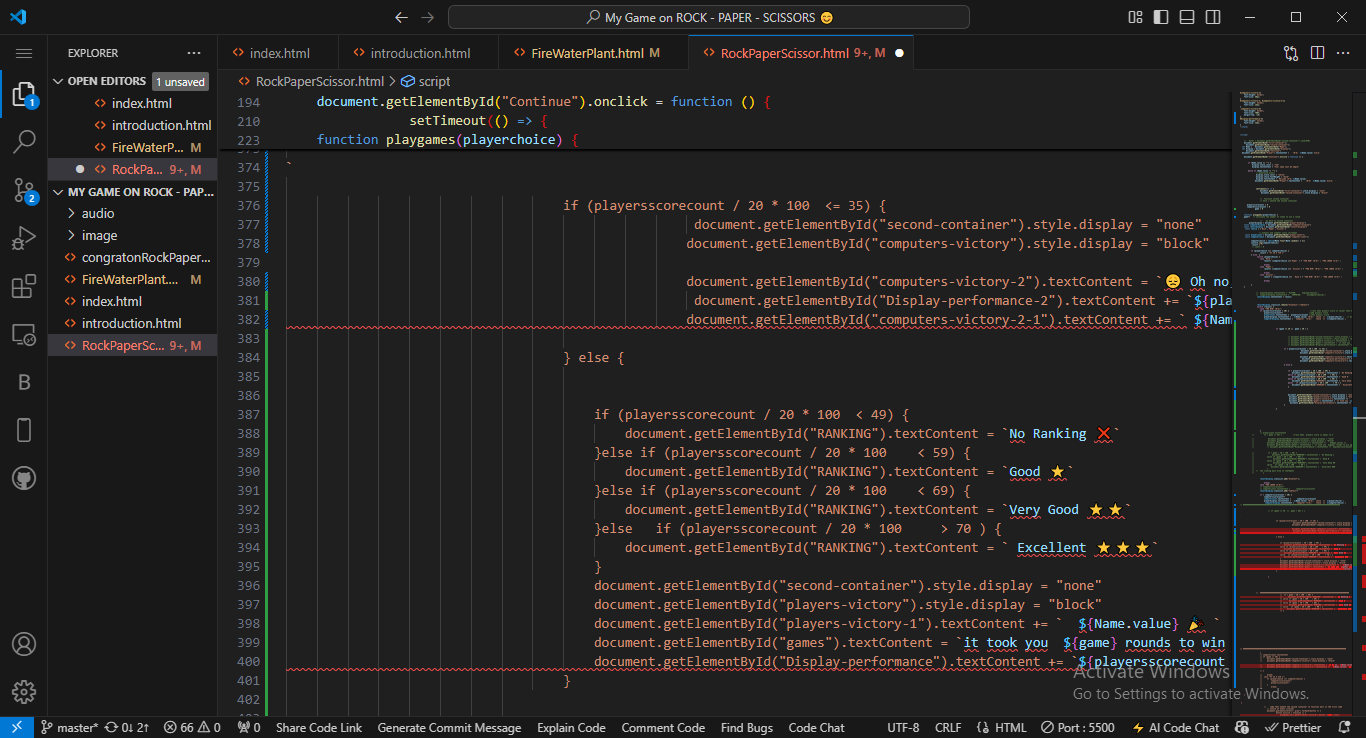 My Game on ROCK - PAPER - SCISSORS 😊
EXPLORER
index.html
introduction.html
FireWaterPlant.html M
RockPaperScissor.html 9+, M
OPEN EDITORS 1 unsaved
index.html
introduction.html
FireWaterP... M
RockPa... 9+, M
MY GAME ON ROCK - PAP...
audio
image
congratonRockPaper...
FireWaterPlant.... M
index.html
introduction.html
RockPaperSc... 9+, M
1
2
B
RockPaperScissor.html > script
194 document.getElementById("Continue").onclick = function () {
210 setTimeout(() => {
223 function playgames(playerchoice) {
374 `
375
376 if (playersscorecount / 20 * 100  <= 35) {
377 document.getElementById("second-container").style.display = "none"
378 document.getElementById("computers-victory").style.display = "block"
379
380 document.getElementById("computers-victory-2").textContent = `😔 Oh no
381 document.getElementById("Display-performance-2").textContent += `${pla
382 document.getElementById("computers-victory-2-1").textContent += ` ${Nam
383
384 } else {
385
386
387 if (playersscorecount / 20 * 100  < 49) {
388 document.getElementById("RANKING").textContent = `No Ranking ❌`
389 }else if (playersscorecount / 20 * 100    < 59) {
390 document.getElementById("RANKING").textContent = `Good ⭐`
391 }else if (playersscorecount / 20 * 100    < 69) {
392 document.getElementById("RANKING").textContent = `Very Good ⭐⭐`
393 }else   if (playersscorecount / 20 * 100     > 70 ) {
394 document.getElementById("RANKING").textContent = ` Excellent ⭐⭐⭐`
395 }
396 document.getElementById("second-container").style.display = "none"
397 document.getElementById("players-victory").style.display = "block"
398 document.getElementById("players-victory-1").textContent += `  ${Name.value} 🎉 `
399 document.getElementById("games").textContent = `it took you  ${game} rounds to win
400 document.getElementById("Display-performance").textContent += `${playersscorecount
401 }
402
Activate Windows
Go to Settings to activate Windows.
master* 0↓ 2↑ 66 0 0 Share Code Link Generate Commit Message Explain Code Comment Code Find Bugs Code Chat UTF-8 CRLF {} HTML Port : 5500 AI Code Chat Prettier